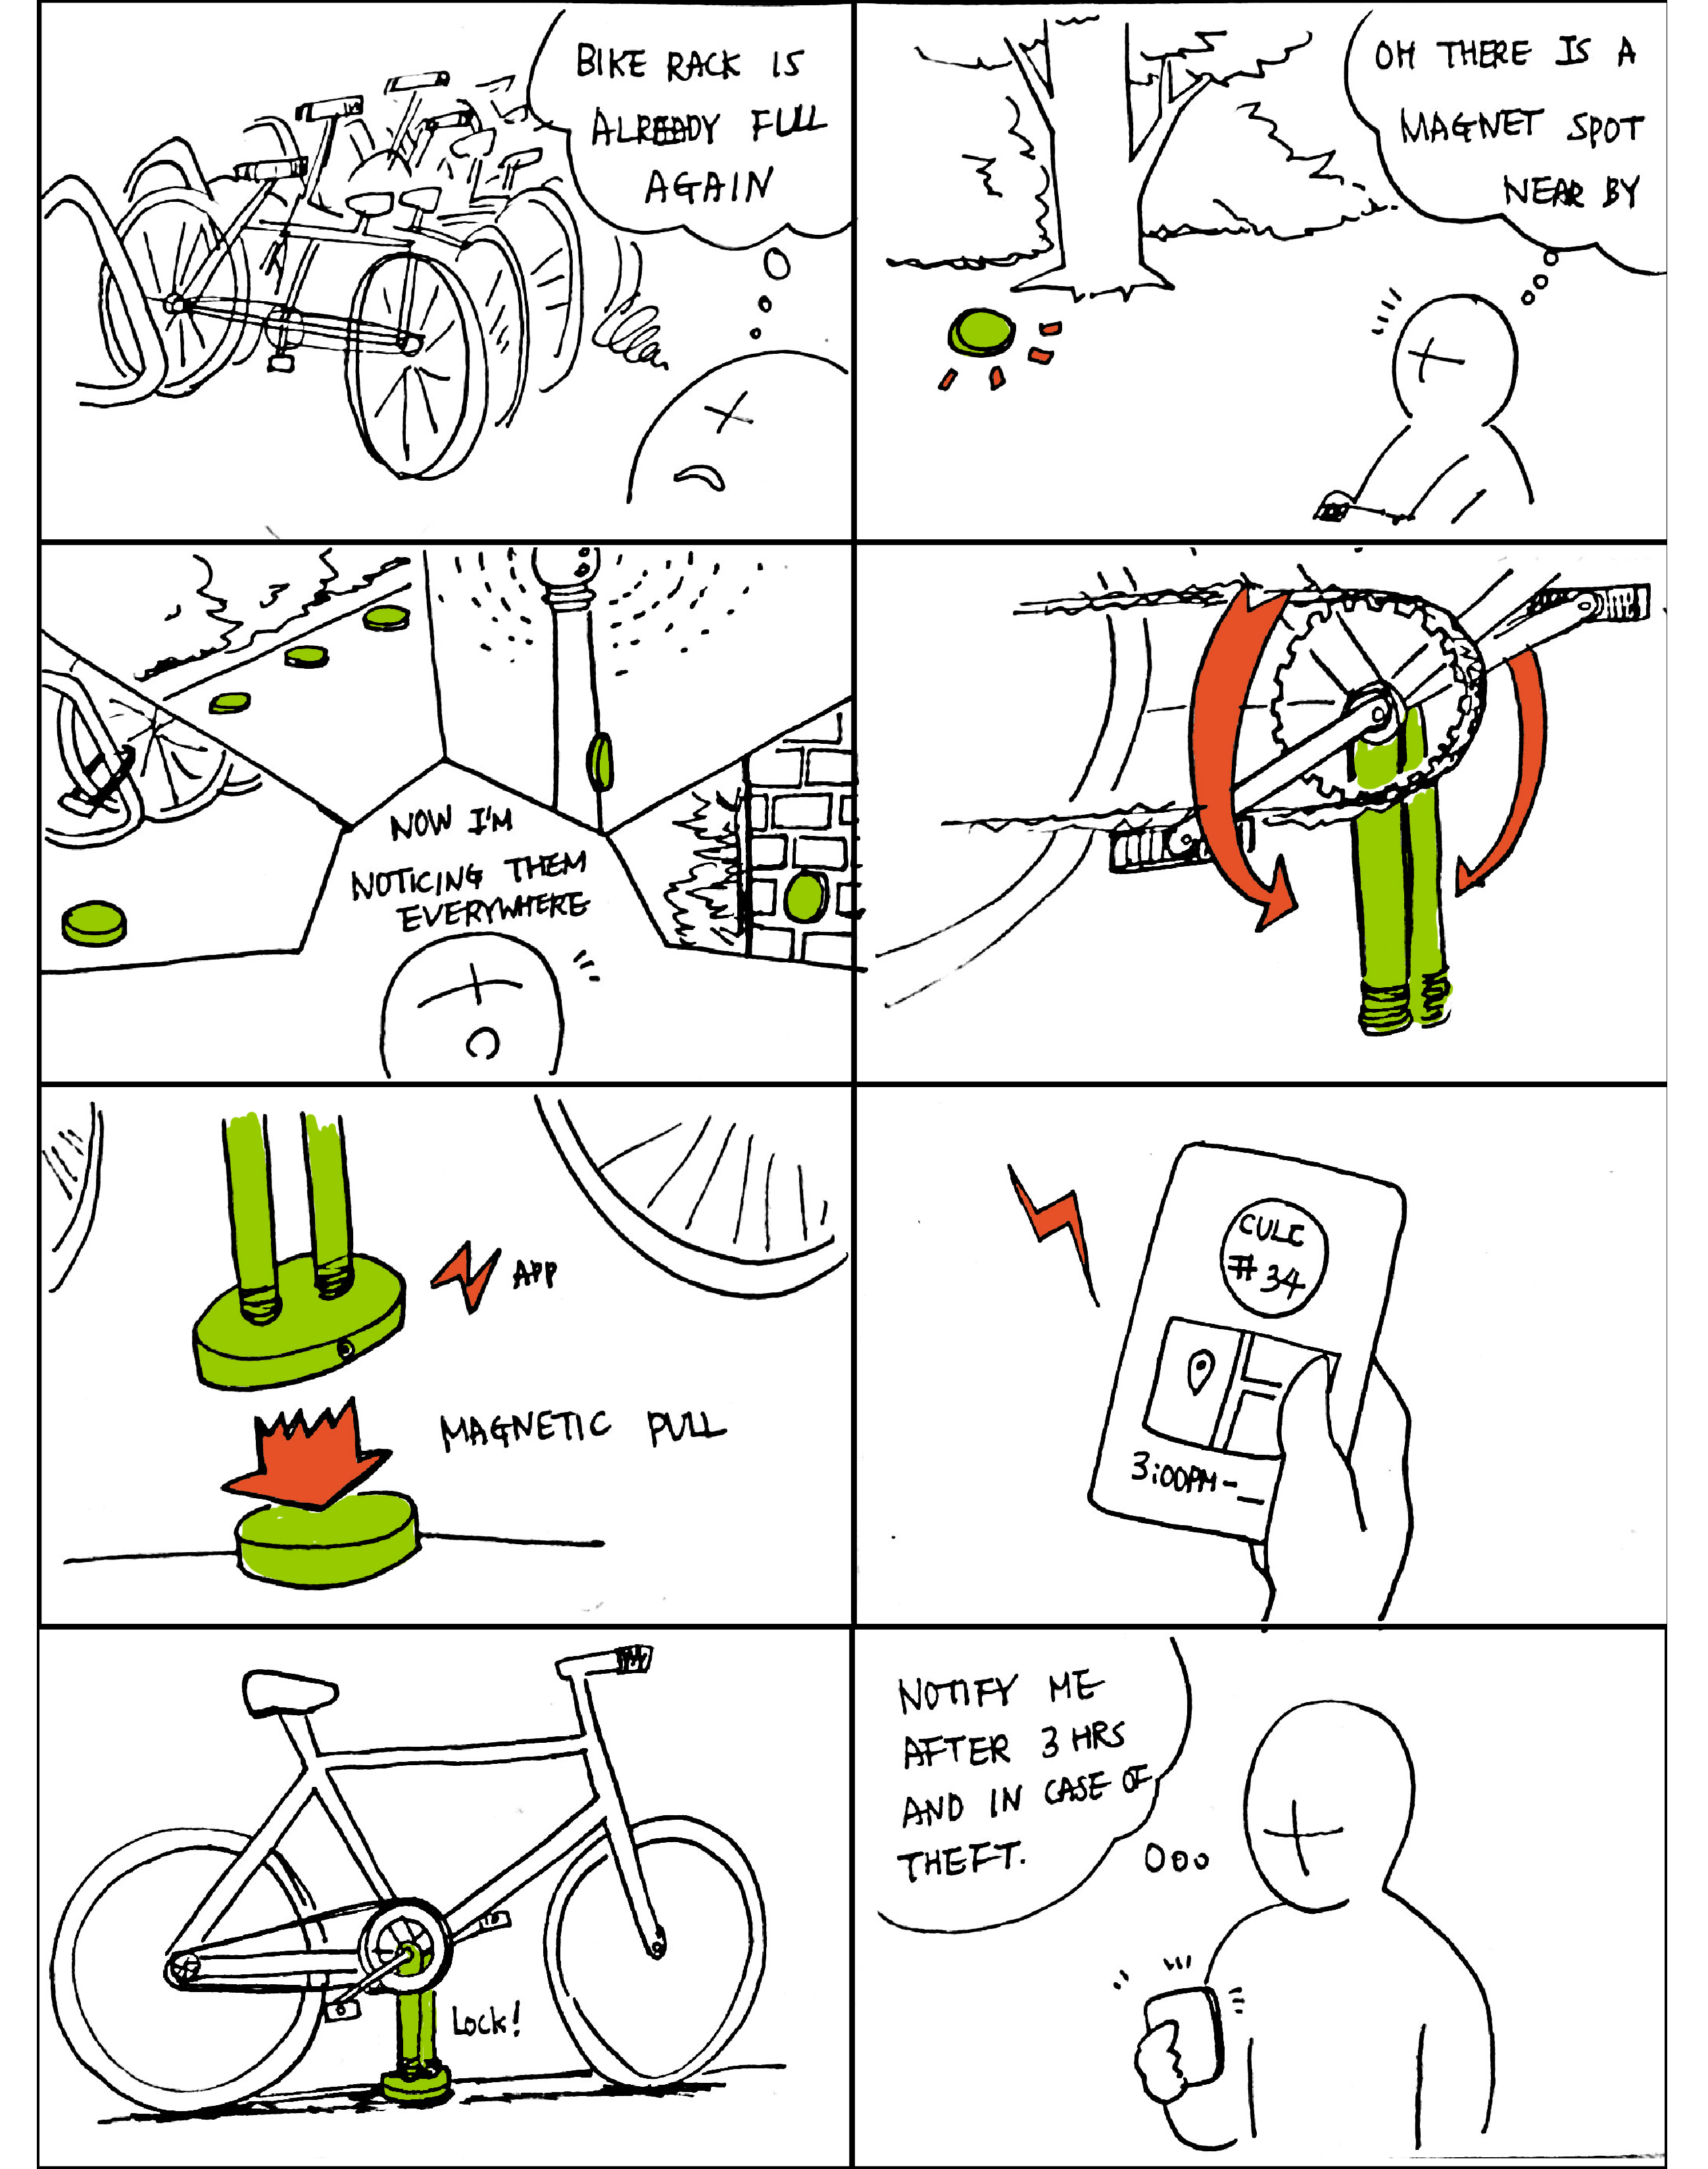 BIKE RACK IS
ALREADY FULL
AGAIN
OH THERE IS A
MAGNET SPOT
NEAR BY
NOW I'M
NOTICING THEM
EVERYWHERE
APP
MAGNETIC PULL
CULC
#34
3:00PM-_
LOCK!
NOTIFY ME
AFTER 3 HRS
AND IN CASE OF
THEFT.